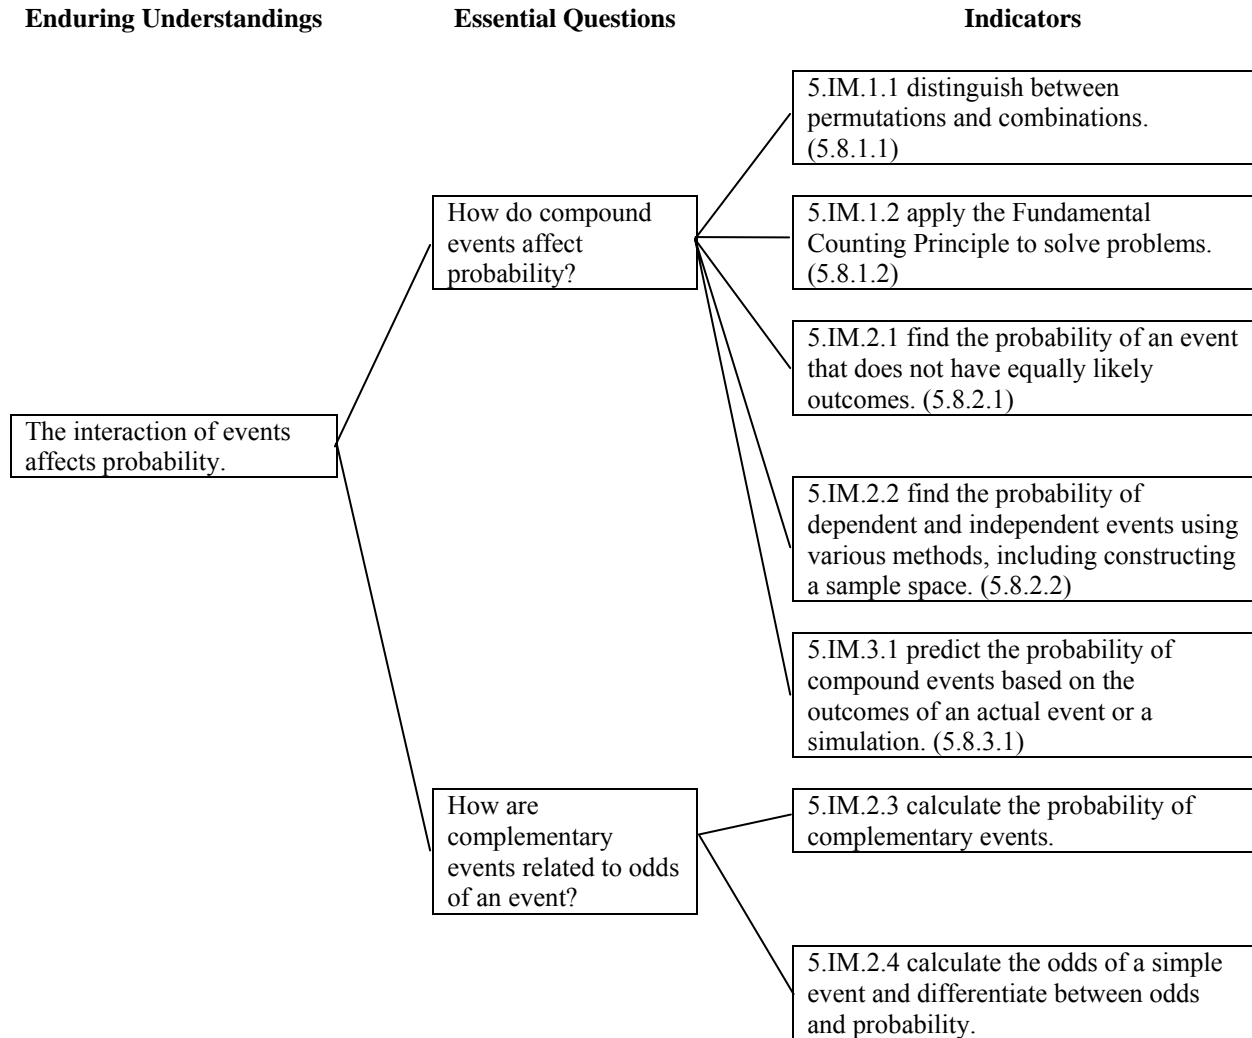 Enduring Understandings
Essential Questions
Indicators
5.IM.1.1 distinguish between
permutations and combinations.
(5.8.1.1)
How do compound
events affect
probability?
5.IM.1.2 apply the Fundamental
Counting Principle to solve problems.
(5.8.1.2)
5.IM.2.1 find the probability of an event
that does not have equally likely
outcomes. (5.8.2.1)
The interaction of events
affects probability.
5.IM.2.2 find the probability of
dependent and independent events using
various methods, including constructing
a sample space. (5.8.2.2)
5.IM.3.1 predict the probability of
compound events based on the
outcomes of an actual event or a
simulation. (5.8.3.1)
How are
complementary
events related to odds
of an event?
5.IM.2.3 calculate the probability of
complementary events.
5.IM.2.4 calculate the odds of a simple
event and differentiate between odds
and probability.